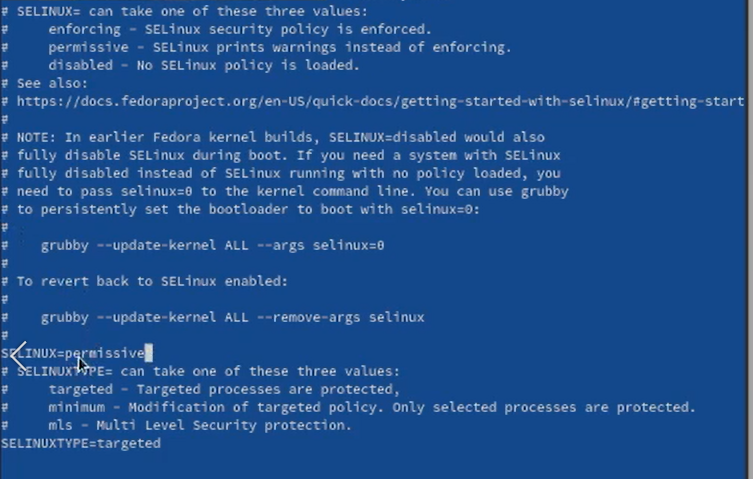 # SELINUX= can take one of these three values:
#     enforcing - SELinux security policy is enforced.
#     permissive - SELinux prints warnings instead of enforcing.
#     disabled - No SELinux policy is loaded.
# See also:
# https://docs.fedoraproject.org/en-US/quick-docs/getting-started-with-selinux/#getting-start
#
# NOTE: In earlier Fedora kernel builds, SELINUX=disabled would also
# fully disable SELinux during boot. If you need a system with SELinux
# fully disabled instead of SELinux running with no policy loaded, you
# need to pass selinux=0 to the kernel command line. You can use grubby
# to persistently set the bootloader to boot with selinux=0:
#
#    grubby --update-kernel ALL --args selinux=0
#
# To revert back to SELinux enabled:
#
#    grubby --update-kernel ALL --remove-args selinux
#
SELINUX=permissive
# SELINUXTYPE= can take one of these three values:
#     targeted - Targeted processes are protected,
#     minimum - Modification of targeted policy. Only selected processes are protected.
#     mls - Multi Level Security protection.
SELINUXTYPE=targeted